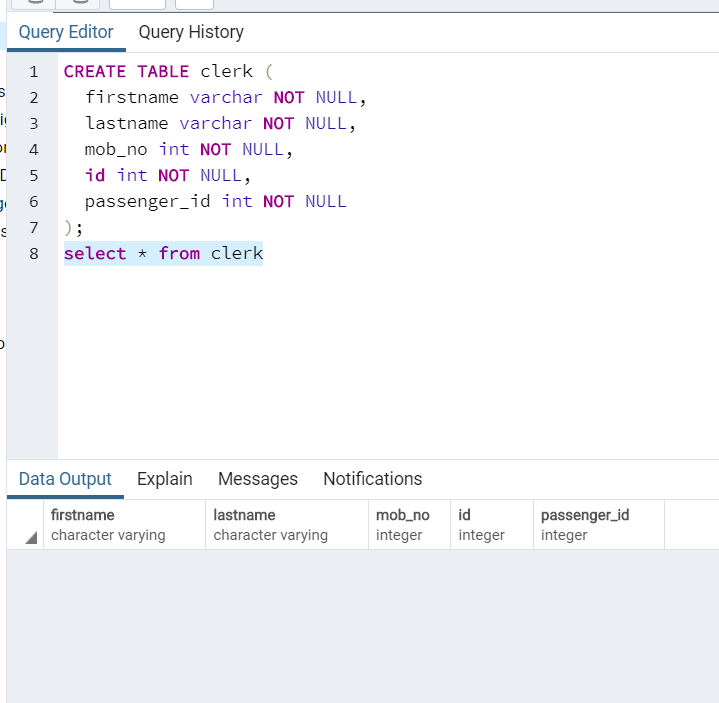 Query Editor Query History
1 CREATE TABLE clerk (
2 firstname varchar NOT NULL,
3 lastname varchar NOT NULL,
4 mob_no int NOT NULL,
5 id int NOT NULL,
6 passenger_id int NOT NULL
7 );
8 select * from clerk
Data Output Explain Messages Notifications
firstname lastname mob_no id passenger_id
character varying character varying integer integer integer